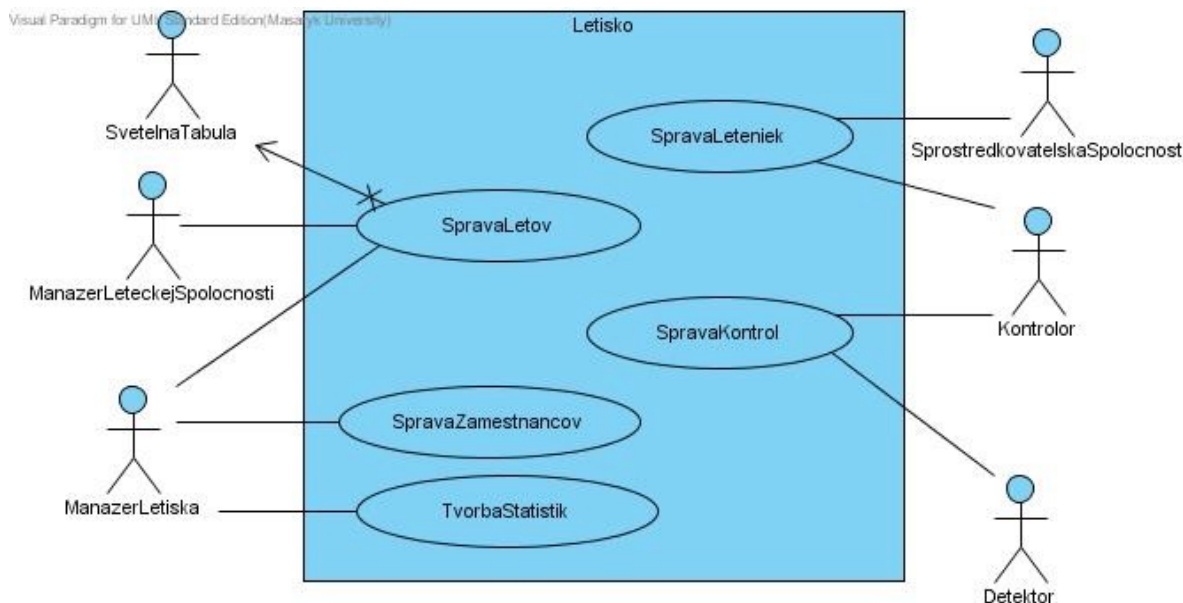 Visual Paradigm for UML Standard Edition(Masaryk University)
Letisko
SvetelnaTabula
SpravaLeteniek
SprostredkovatelskaSpolocnost
SpravaLetov
ManazerLeteckejSpolocnosti
SpravaKontrol
Kontrolor
SpravaZamestnancov
ManazerLetiska
TvorbaStatistik
Detektor